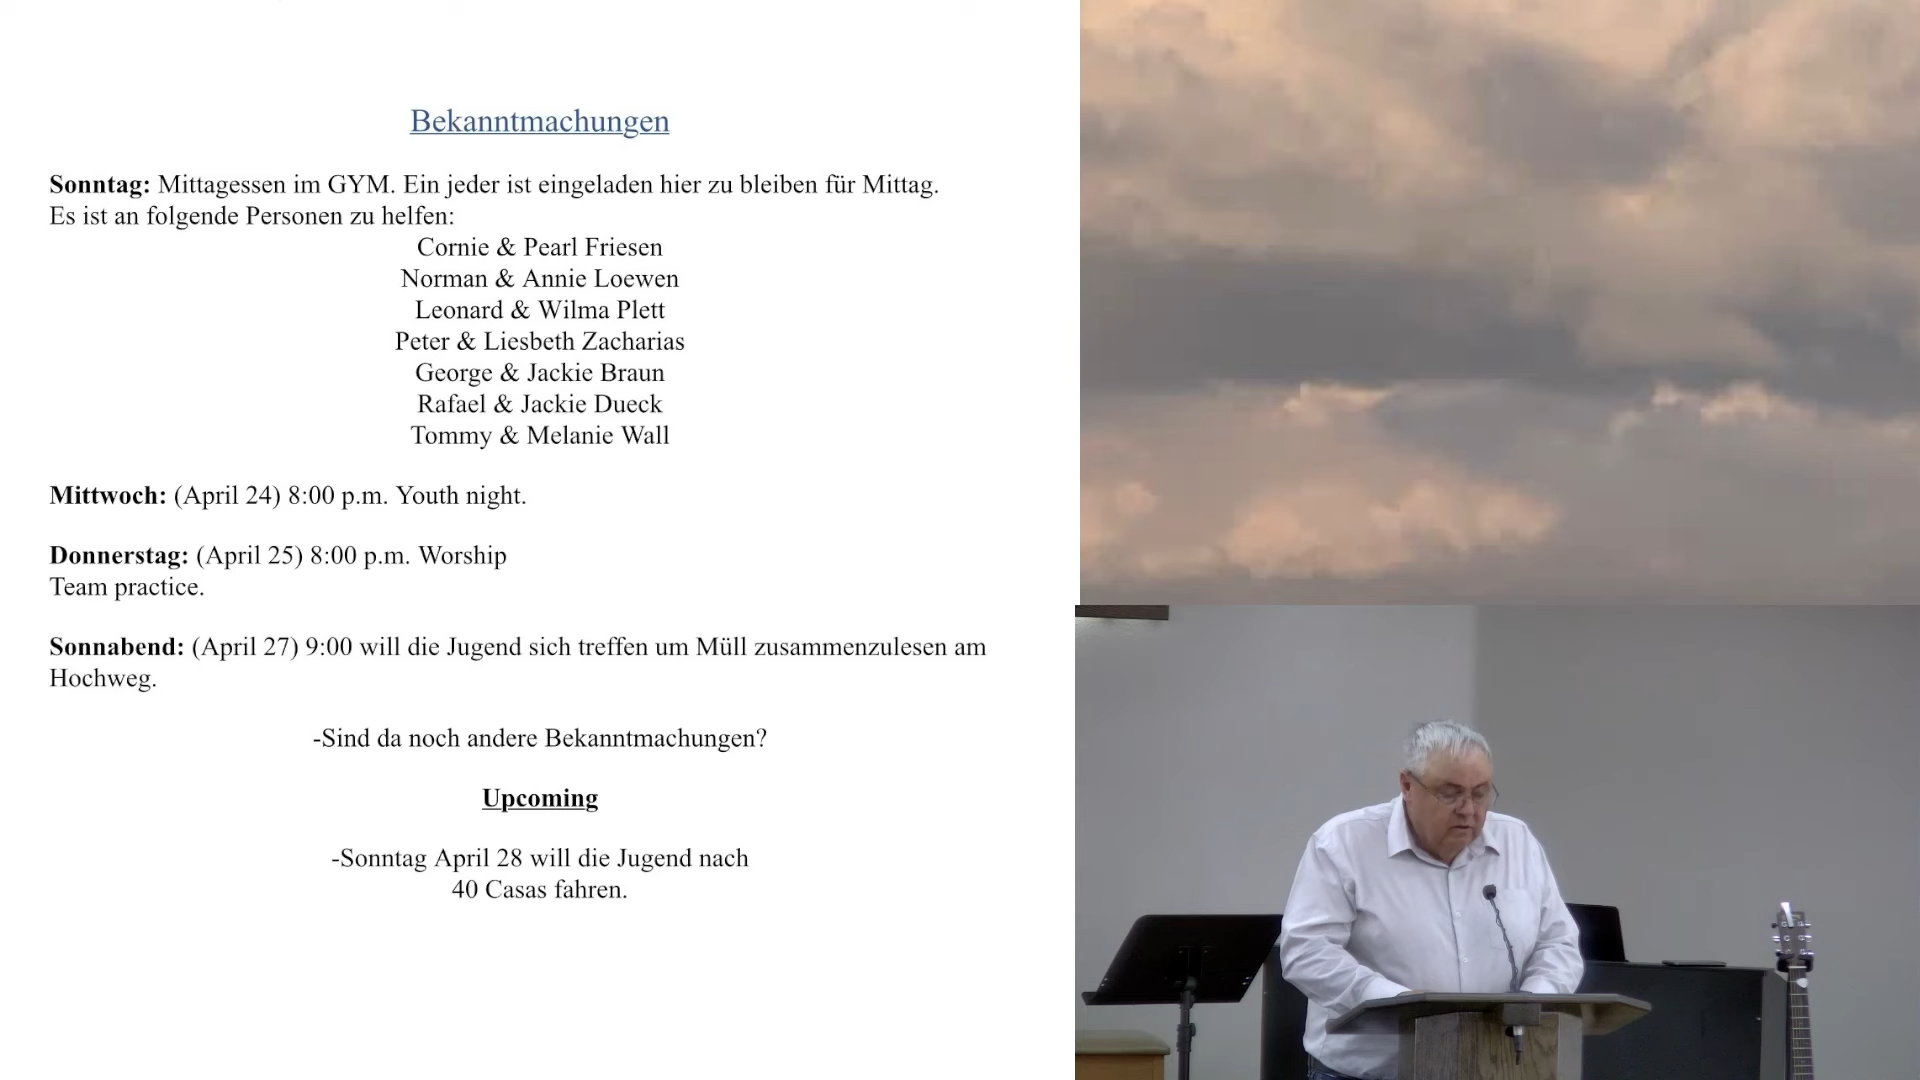 Bekanntmachungen
Sonntag: Mittagessen im GYM. Ein jeder ist eingeladen hier zu bleiben für Mittag.
Es ist an folgende Personen zu helfen:
Cornie & Pearl Friesen
Norman & Annie Loewen
Leonard & Wilma Plett
Peter & Liesbeth Zacharias
George & Jackie Braun
Rafael & Jackie Dueck
Tommy & Melanie Wall
Mittwoch: (April 24) 8:00 p.m. Youth night.
Donnerstag: (April 25) 8:00 p.m. Worship
Team practice.
Sonnabend: (April 27) 9:00 will die Jugend sich treffen um Müll zusammenzulesen am
Hochweg.
-Sind da noch andere Bekanntmachungen?
Upcoming
-Sonntag April 28 will die Jugend nach
40 Casas fahren.